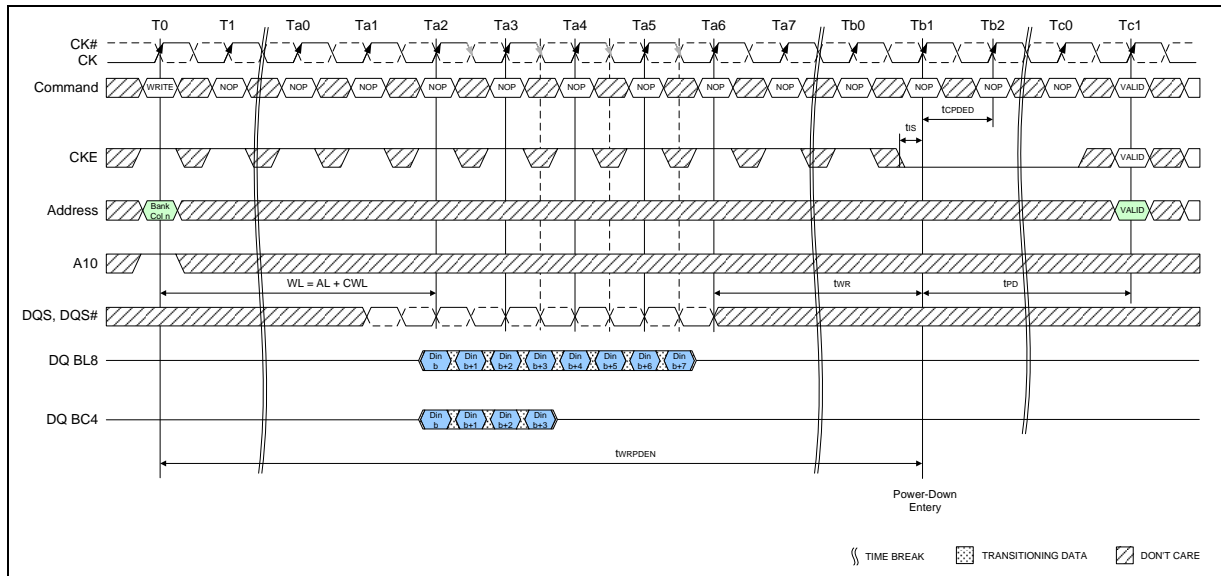 T0 T1 Ta0 Ta1 Ta2 Ta3 Ta4 Ta5 Ta6 Ta7 Tb0 Tb1 Tb2 Tc0 Tc1
CK#
CK
Command WRITE NOP NOP NOP NOP NOP NOP NOP NOP NOP NOP NOP NOP NOP VALID
tCPDED
tIS
CKE VALID
Address Bank Col n VALID
A10
WL = AL + CWL tWR tPD
DQS, DQS#
DQ BL8 Din b Din b+1 Din b+2 Din b+3 Din b+4 Din b+5 Din b+6 Din b+7
DQ BC4 Din b Din b+1 Din b+2 Din b+3
tWRPDEN
Power-Down
Entery
TIME BREAK TRANSITIONING DATA DON'T CARE